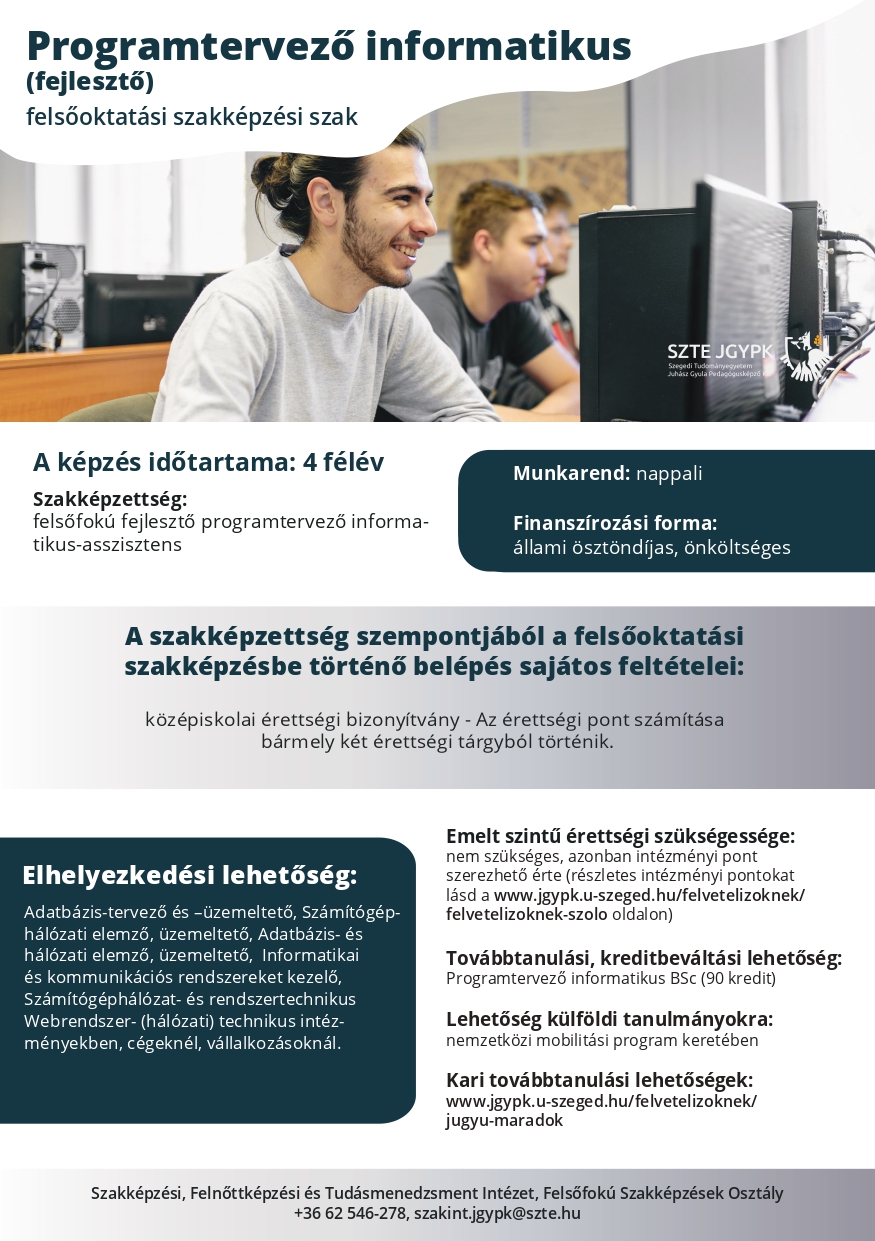 Programtervező informatikus
(fejlesztő)
felsőoktatási szakképzési szak
SZTE JGYPK
Szegedi Tudományegyetem
Juhász Gyula Pedagógusképző
A képzés időtartama: 4 félév
Szakképzettség:
felsőfokú fejlesztő programtervező informa-
tikus-asszisztens
Munkarend: nappali
Finanszírozási forma:
állami ösztöndíjas, önköltséges
A szakképzettség szempontjából a felsőoktatási
szakképzésbe történő belépés sajátos feltételei:
középiskolai érettségi bizonyítvány - Az érettségi pont számítása
bármely két érettségi tárgyból történik.
Elhelyezkedési lehetőség:
Adatbázis-tervező és –üzemeltető, Számítógép-
hálózati elemző, üzemeltető, Adatbázis- és
hálózati elemző, üzemeltető,  Informatikai
és kommunikációs rendszereket kezelő,
Számítógéphálózat- és rendszertechnikus
Webrendszer- (hálózati) technikus intéz-
ményekben, cégeknél, vállalkozásoknál.
Emelt szintű érettségi szükségessége:
nem szükséges, azonban intézményi pont
szerezhető érte (részletes intézményi pontokat
lásd a www.jgypk.u-szeged.hu/felvetelizoknek/
felvetelizoknek-szolo oldalon)
Továbbtanulási, kreditbeváltási lehetőség:
Programtervező informatikus BSc (90 kredit)
Lehetőség külföldi tanulmányokra:
nemzetközi mobilitási program keretében
Kari továbbtanulási lehetőségek:
www.jgypk.u-szeged.hu/felvetelizoknek/
jugyu-maradok
Szakképzési, Felnőttképzési és Tudásmenedzsment Intézet, Felsőfokú Szakképzések Osztály
+36 62 546-278, szakint.jgypk@szte.hu